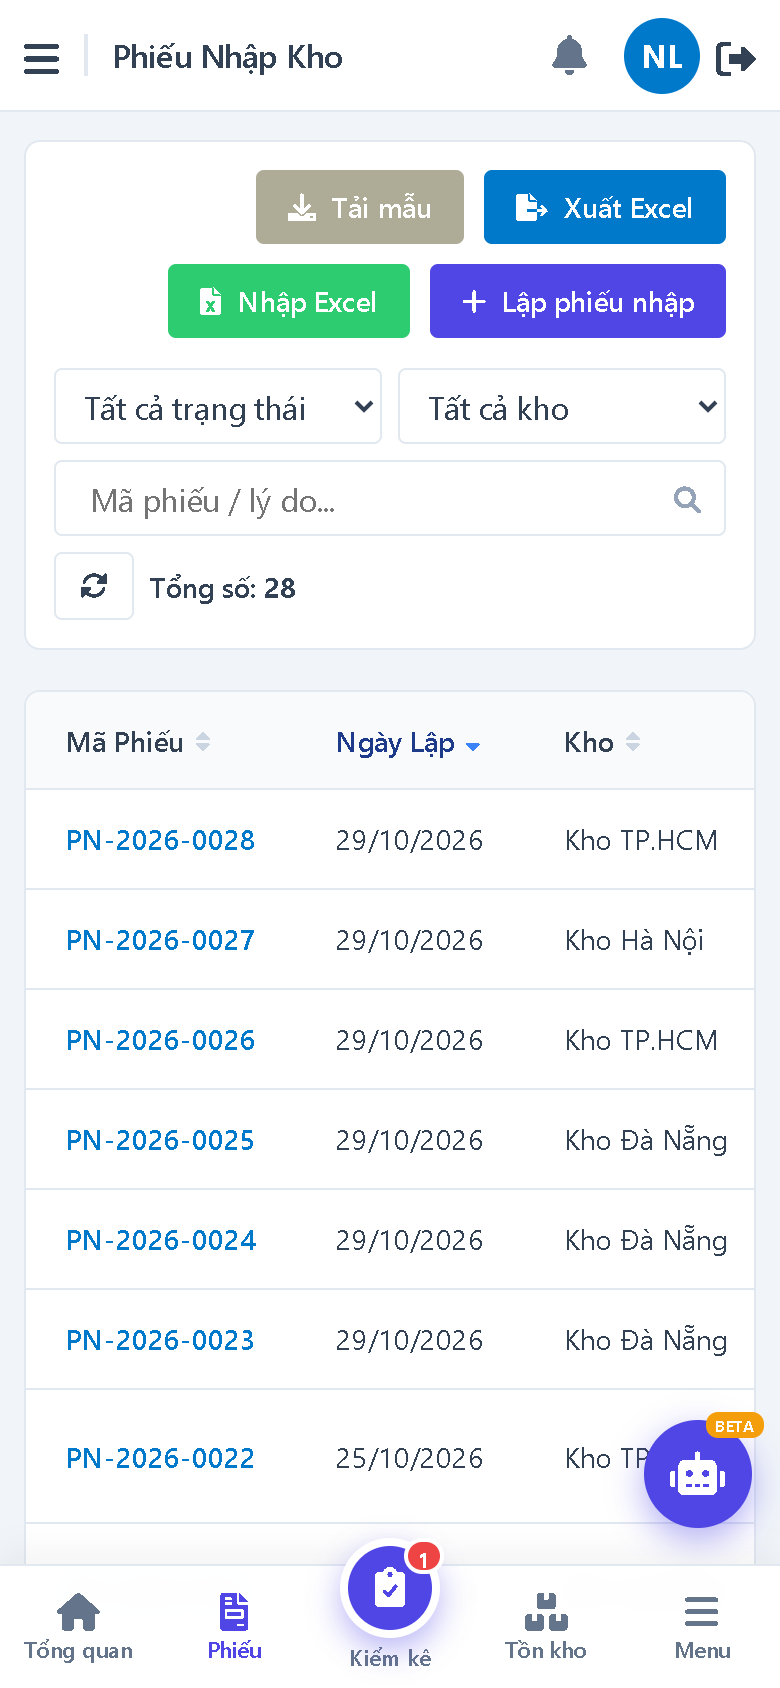 Phiếu Nhập Kho
NL
Tải mẫu
Xuất Excel
Nhập Excel
Lập phiếu nhập
Tất cả trạng thái
Tất cả kho
Mã phiếu / lý do...
Tổng số: 28
Mã Phiếu Ngày Lập Kho
PN-2026-0028 29/10/2026 Kho TP.HCM
PN-2026-0027 29/10/2026 Kho Hà Nội
PN-2026-0026 29/10/2026 Kho TP.HCM
PN-2026-0025 29/10/2026 Kho Đà Nẵng
PN-2026-0024 29/10/2026 Kho Đà Nẵng
PN-2026-0023 29/10/2026 Kho Đà Nẵng
BETA
PN-2026-0022 25/10/2026 Kho TP
1
Tổng quan
Phiếu
Kiểm kê
Tồn kho
Menu